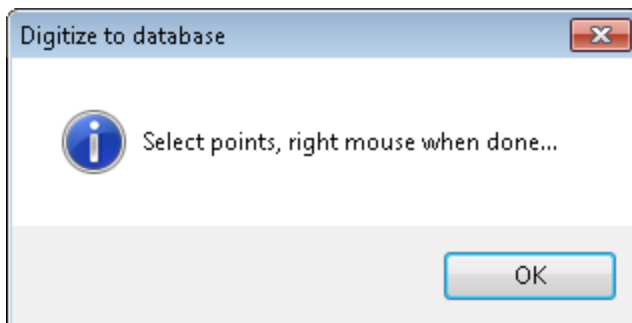 Digitize to database
Select points, right mouse when done...
OK